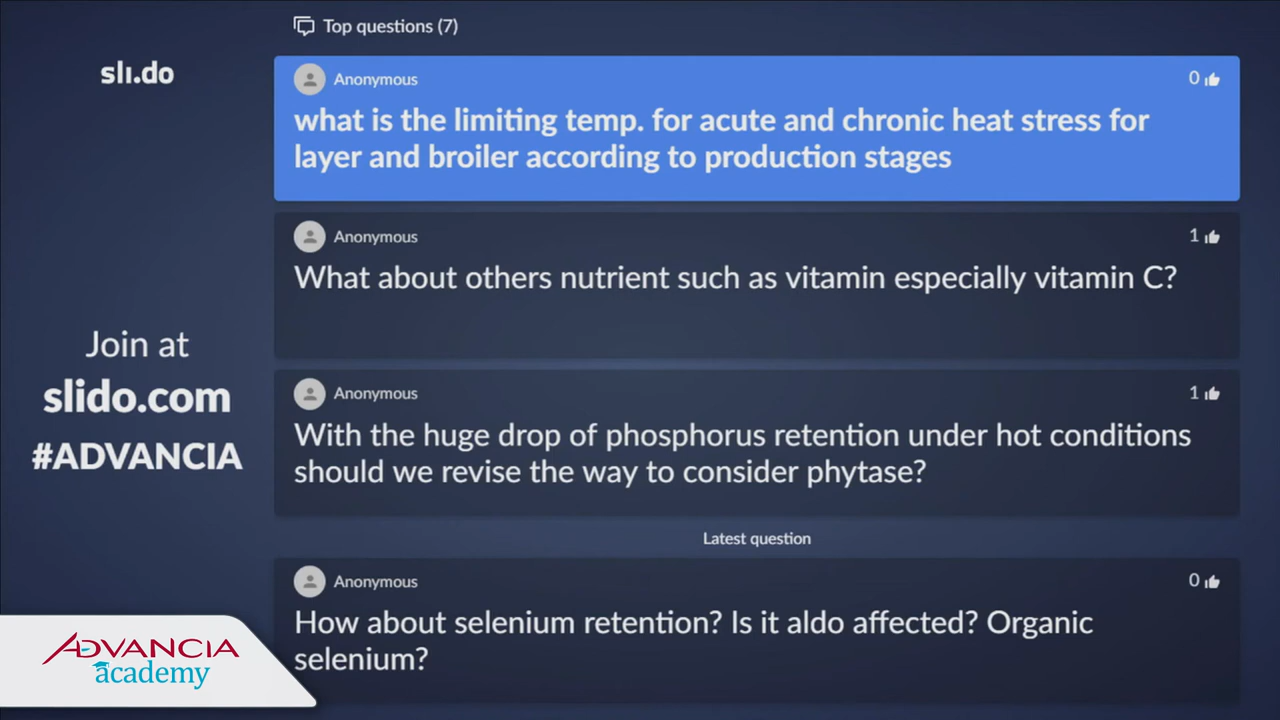 Top questions (7)
sli.do
Anonymous
0
what is the limiting temp. for acute and chronic heat stress for
layer and broiler according to production stages
Anonymous
1
What about others nutrient such as vitamin especially vitamin C?
Join at
slido.com
#ADVANCIA
Anonymous
1
With the huge drop of phosphorus retention under hot conditions
should we revise the way to consider phytase?
Latest question
Anonymous
0
How about selenium retention? Is it aldo affected? Organic
selenium?
ADVANCIA
academy